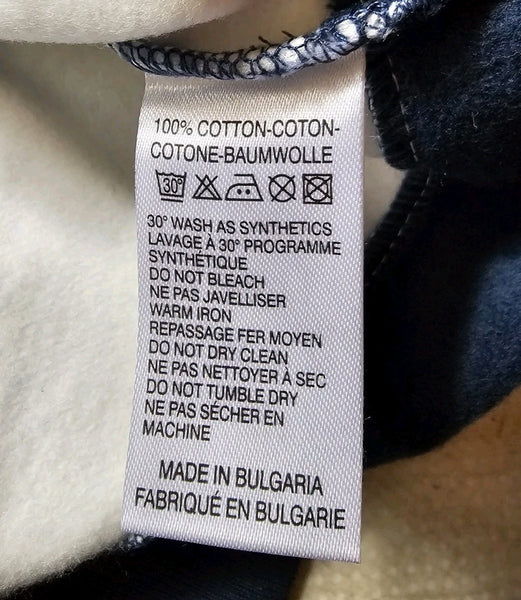 100% COTTON-COTON-
COTONE-BAUMWOLLE
30°
30° WASH AS SYNTHETICS
LAVAGE À 30° PROGRAMME
SYNTHÉTIQUE
DO NOT BLEACH
NE PAS JAVELLISER
WARM IRON
REPASSAGE FER MOYEN
DO NOT DRY CLEAN
NE PAS NETTOYER À SEC
DO NOT TUMBLE DRY
NE PAS SÉCHER EN
MACHINE
MADE IN BULGARIA
FABRIQUÉ EN BULGARIE